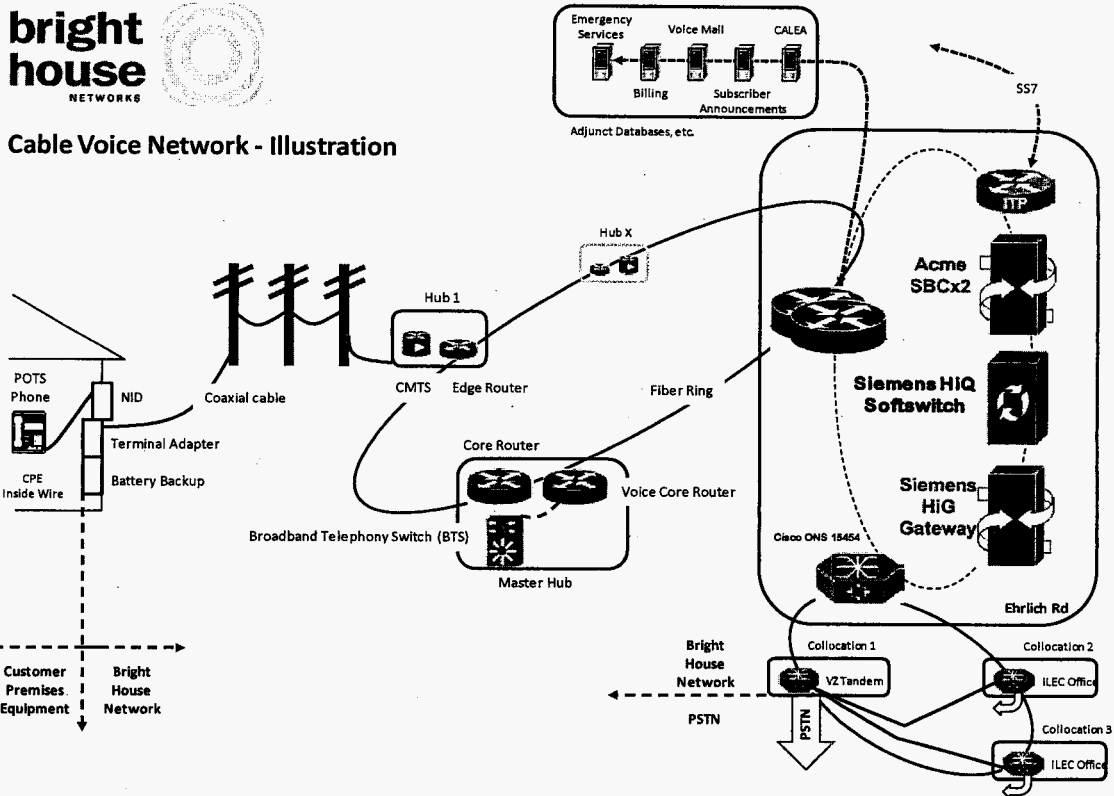 bright
house
NETWORKS
Cable Voice Network - Illustration
Emergency
Services
Voice Mail
CALEA
Billing
Subscriber
Announcements
Adjunct Databases, etc.
SS7
ITP
Acme
SBCx2
Siemens HiQ
Softswitch
Siemens
HiG
Gateway
Cisco ONS 15454
Ehrlich Rd
Hub X
Hub 1
CMTS
Edge Router
Fiber Ring
Coaxial cable
POTS
Phone
NID
Terminal Adapter
CPE
Inside Wire
Battery Backup
Core Router
Voice Core Router
Broadband Telephony Switch (BTS)
Master Hub
Customer
Premises
Equipment
Bright
House
Network
Bright
House
Network
PSTN
Collocation 1
VZ Tandem
PSTN
Collocation 2
ILEC Office
Collocation 3
ILEC Office